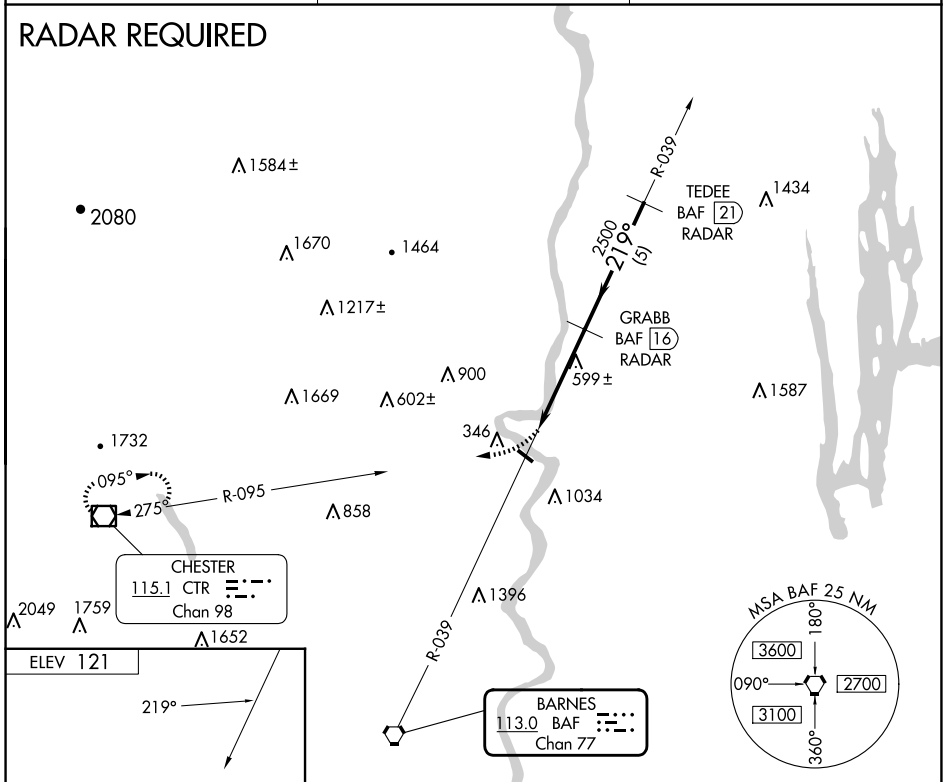 RADAR REQUIRED
R-039
1584 ±
TEDEE
BAF 21
RADAR
1434
2080
2500
219°
(5)
1670
1464
1217 ±
GRABB
BAF 16
RADAR
900
599 ±
1669
602 ±
1587
346
1732
095°
R-095
275°
858
1034
CHESTER
115.1 CTR
Chan 98
2049
1759
1652
1396
R-039
MSA BAF 25 NM
180°
3600
090°
2700
3100
360°
ELEV 121
219°
BARNES
113.0 BAF
Chan 77